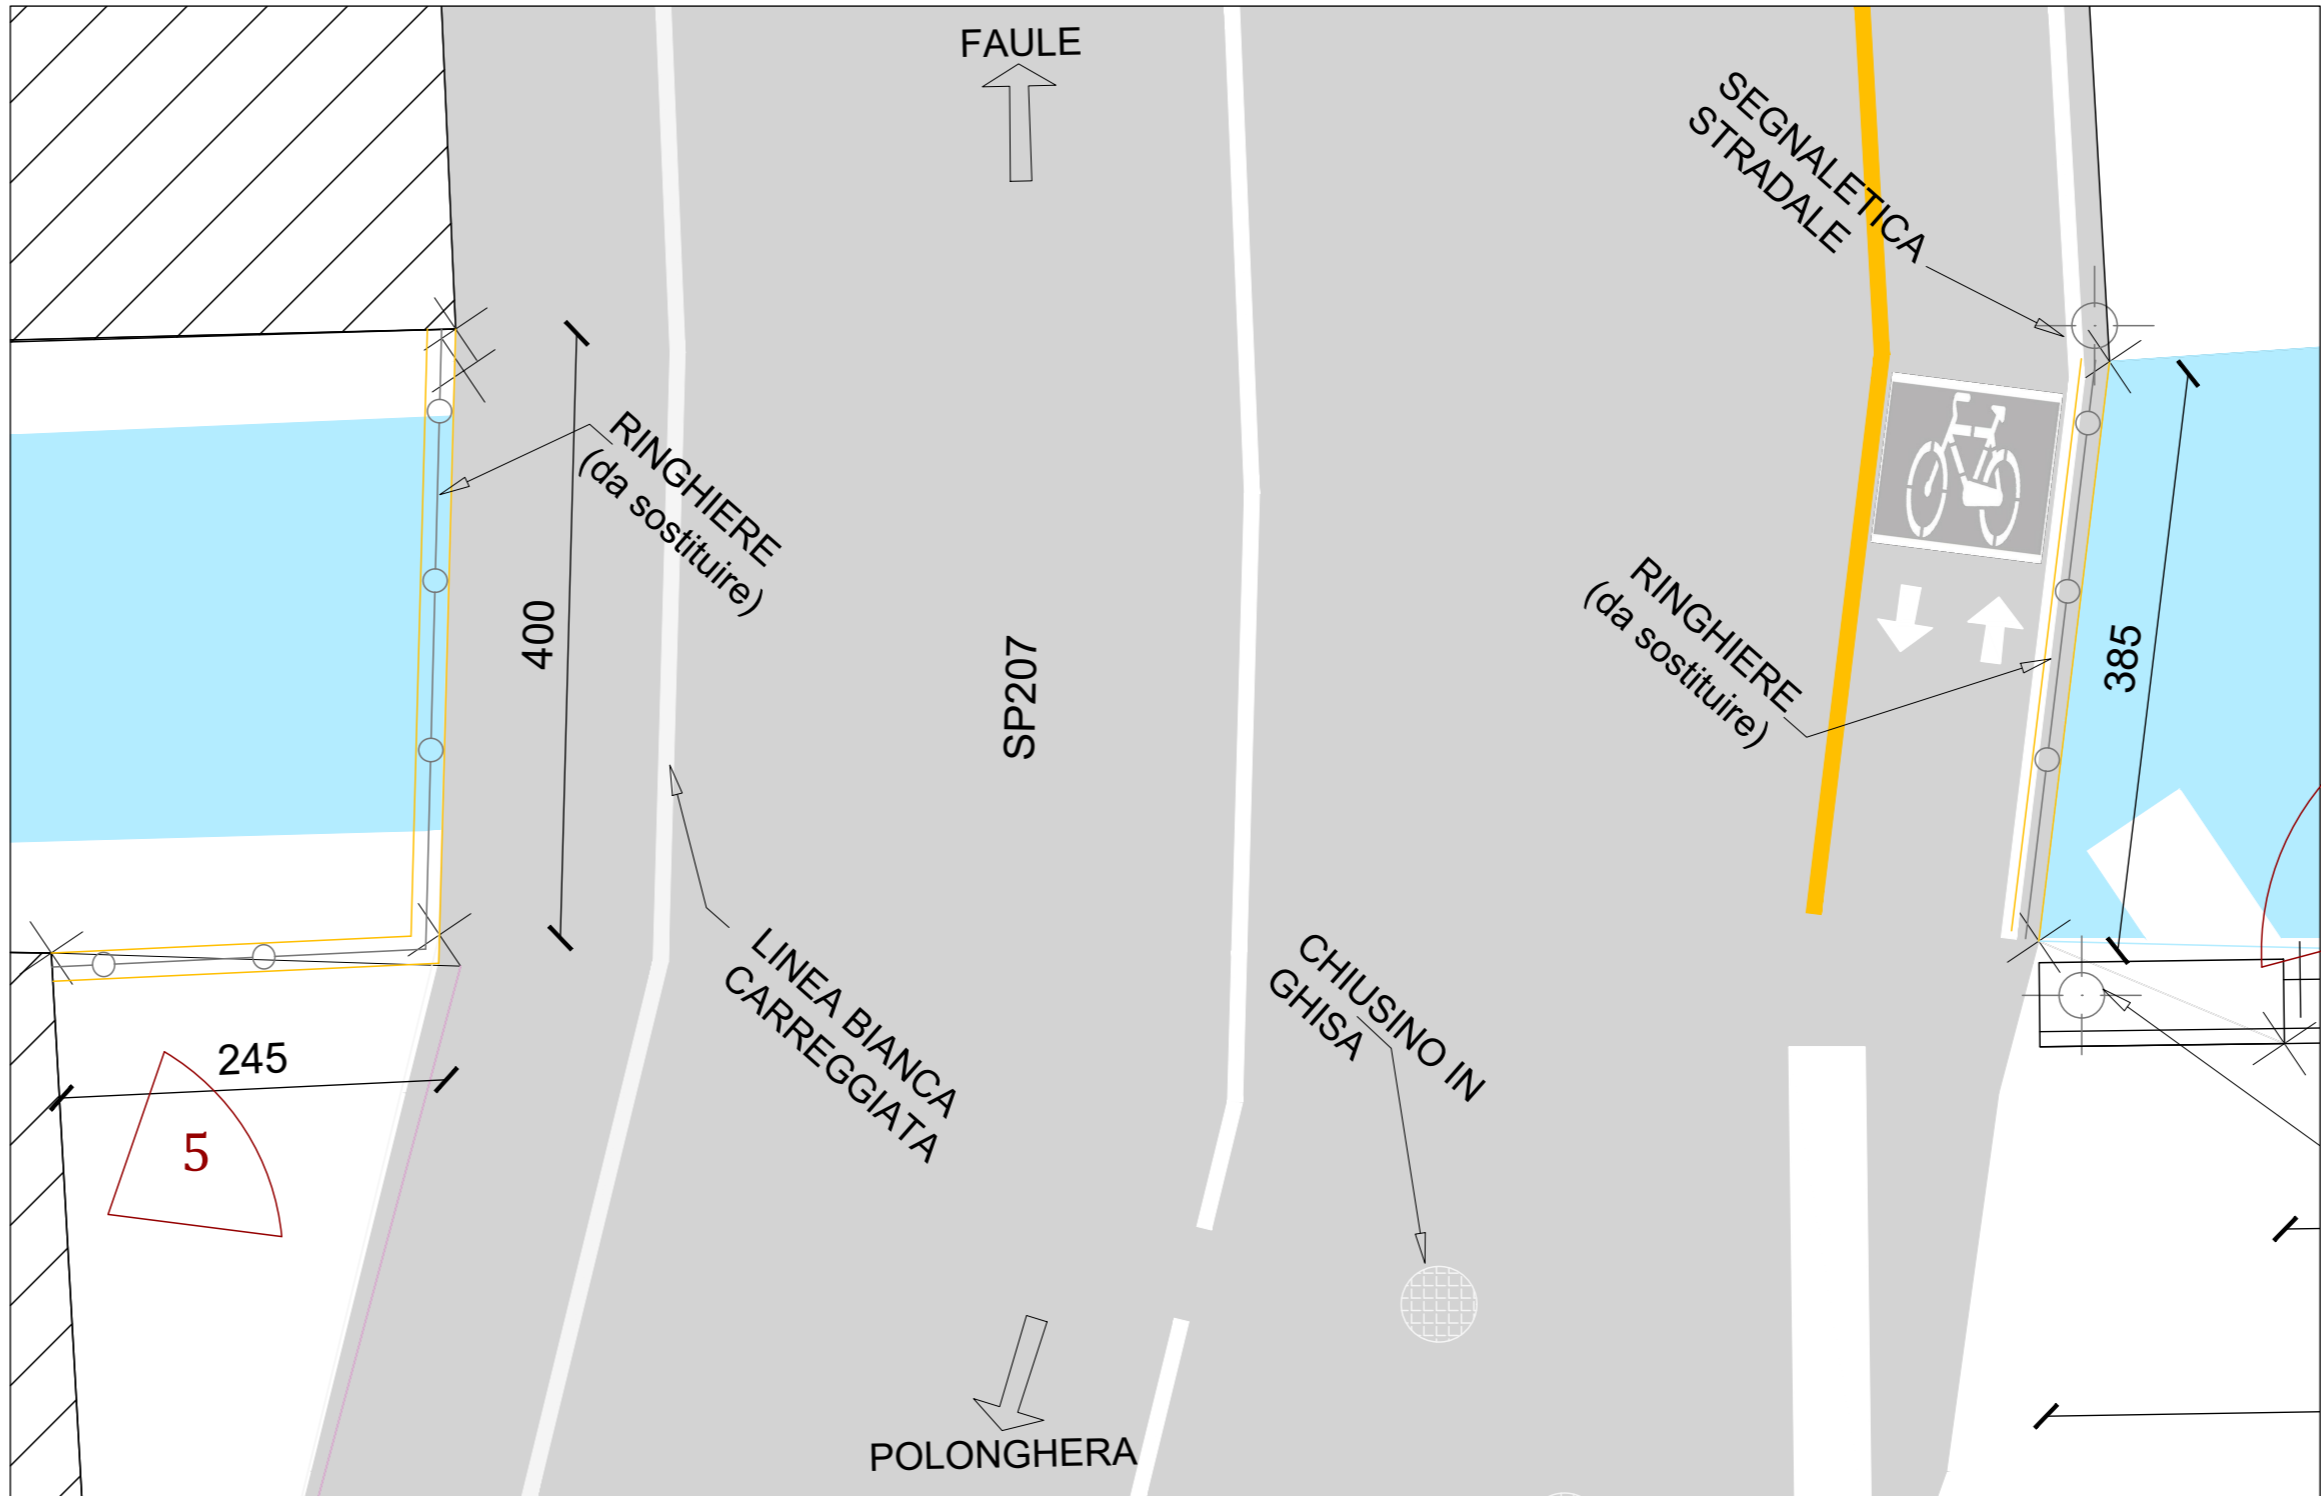 FAULE
SEGNALETICA
STRADALE
RINGHIERE
(da sostituire)
400
SP207
RINGHIERE
(da sostituire)
385
LINEA BIANCA
CARREGGIATA
CHIUSINO IN
GHISA
245
5
POLONGHERA